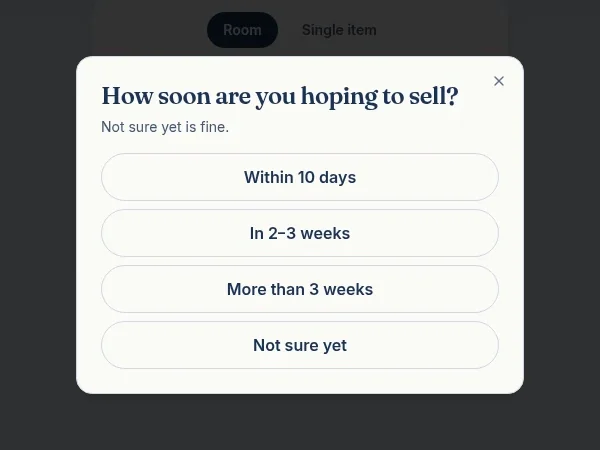 Room
Single item
How soon are you hoping to sell?
Not sure yet is fine.
Within 10 days
In 2–3 weeks
More than 3 weeks
Not sure yet